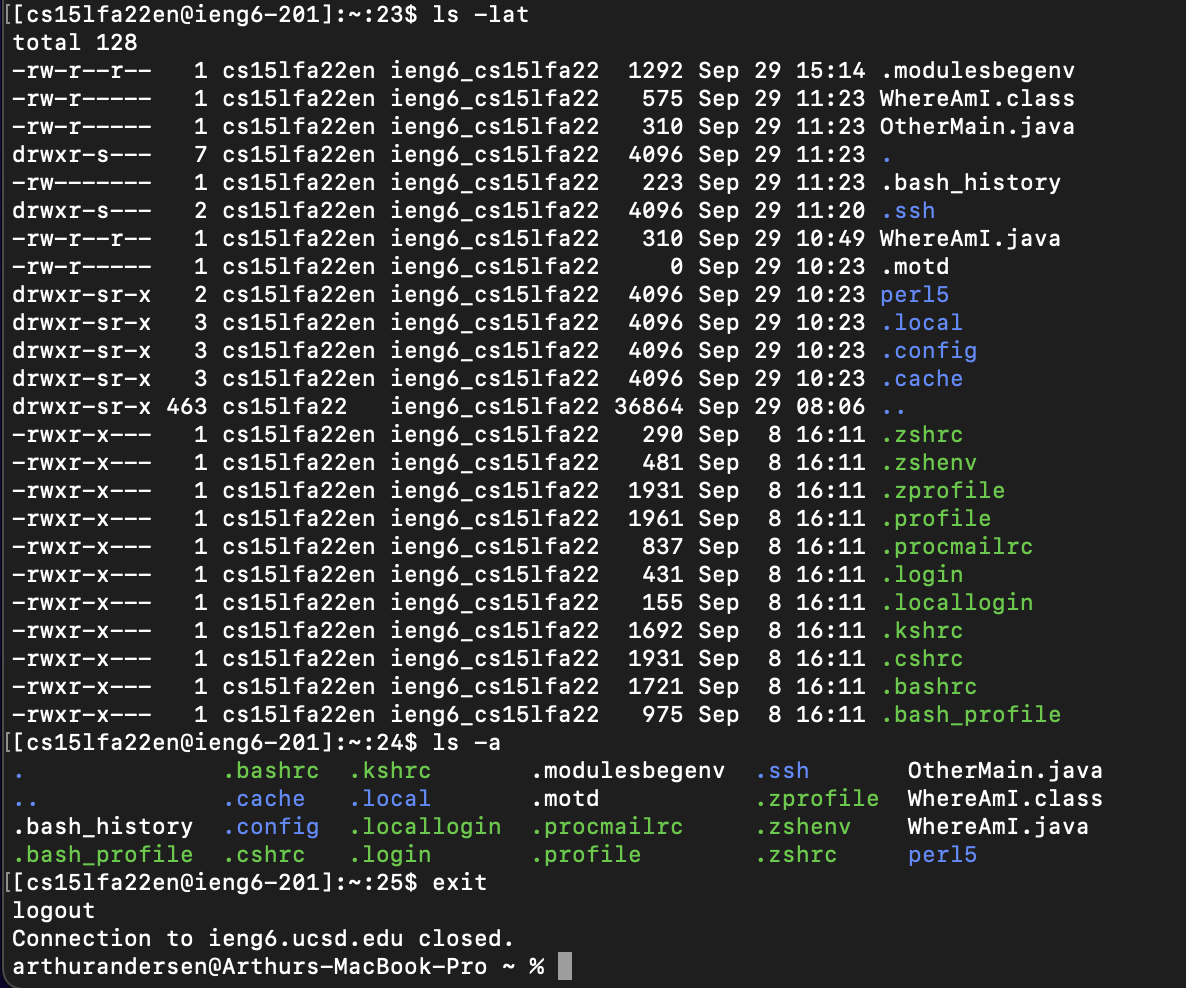 [[cs15lfa22en@ieng6-201]:~:23$ ls -lat
total 128
-rw-r--r--   1 cs15lfa22en ieng6_cs15lfa22  1292 Sep 29 15:14 .modulesbegenv
-rw-r-----   1 cs15lfa22en ieng6_cs15lfa22   575 Sep 29 11:23 WhereAmI.class
-rw-r-----   1 cs15lfa22en ieng6_cs15lfa22   310 Sep 29 11:23 OtherMain.java
drwxr-s---   7 cs15lfa22en ieng6_cs15lfa22  4096 Sep 29 11:23 .
-rw-------   1 cs15lfa22en ieng6_cs15lfa22   223 Sep 29 11:23 .bash_history
drwxr-s---   2 cs15lfa22en ieng6_cs15lfa22  4096 Sep 29 11:20 .ssh
-rw-r--r--   1 cs15lfa22en ieng6_cs15lfa22   310 Sep 29 10:49 WhereAmI.java
-rw-r-----   1 cs15lfa22en ieng6_cs15lfa22     0 Sep 29 10:23 .motd
drwxr-sr-x   2 cs15lfa22en ieng6_cs15lfa22  4096 Sep 29 10:23 perl5
drwxr-sr-x   3 cs15lfa22en ieng6_cs15lfa22  4096 Sep 29 10:23 .local
drwxr-sr-x   3 cs15lfa22en ieng6_cs15lfa22  4096 Sep 29 10:23 .config
drwxr-sr-x   3 cs15lfa22en ieng6_cs15lfa22  4096 Sep 29 10:23 .cache
drwxr-sr-x 463 cs15lfa22   ieng6_cs15lfa22 36864 Sep 29 08:06 ..
-rwxr-x---   1 cs15lfa22en ieng6_cs15lfa22   290 Sep  8 16:11 .zshrc
-rwxr-x---   1 cs15lfa22en ieng6_cs15lfa22   481 Sep  8 16:11 .zshenv
-rwxr-x---   1 cs15lfa22en ieng6_cs15lfa22  1931 Sep  8 16:11 .zprofile
-rwxr-x---   1 cs15lfa22en ieng6_cs15lfa22  1961 Sep  8 16:11 .profile
-rwxr-x---   1 cs15lfa22en ieng6_cs15lfa22   837 Sep  8 16:11 .procmailrc
-rwxr-x---   1 cs15lfa22en ieng6_cs15lfa22   431 Sep  8 16:11 .login
-rwxr-x---   1 cs15lfa22en ieng6_cs15lfa22   155 Sep  8 16:11 .locallogin
-rwxr-x---   1 cs15lfa22en ieng6_cs15lfa22  1692 Sep  8 16:11 .kshrc
-rwxr-x---   1 cs15lfa22en ieng6_cs15lfa22  1931 Sep  8 16:11 .cshrc
-rwxr-x---   1 cs15lfa22en ieng6_cs15lfa22  1721 Sep  8 16:11 .bashrc
-rwxr-x---   1 cs15lfa22en ieng6_cs15lfa22   975 Sep  8 16:11 .bash_profile
[[cs15lfa22en@ieng6-201]:~:24$ ls -a
.              .bashrc  .kshrc       .modulesbegenv  .ssh       OtherMain.java
..             .cache   .local       .motd           .zprofile  WhereAmI.class
.bash_history  .config  .locallogin  .procmailrc     .zshenv    WhereAmI.java
.bash_profile  .cshrc   .login       .profile        .zshrc     perl5
[[cs15lfa22en@ieng6-201]:~:25$ exit
logout
Connection to ieng6.ucsd.edu closed.
arthurandersen@Arthurs-MacBook-Pro ~ %